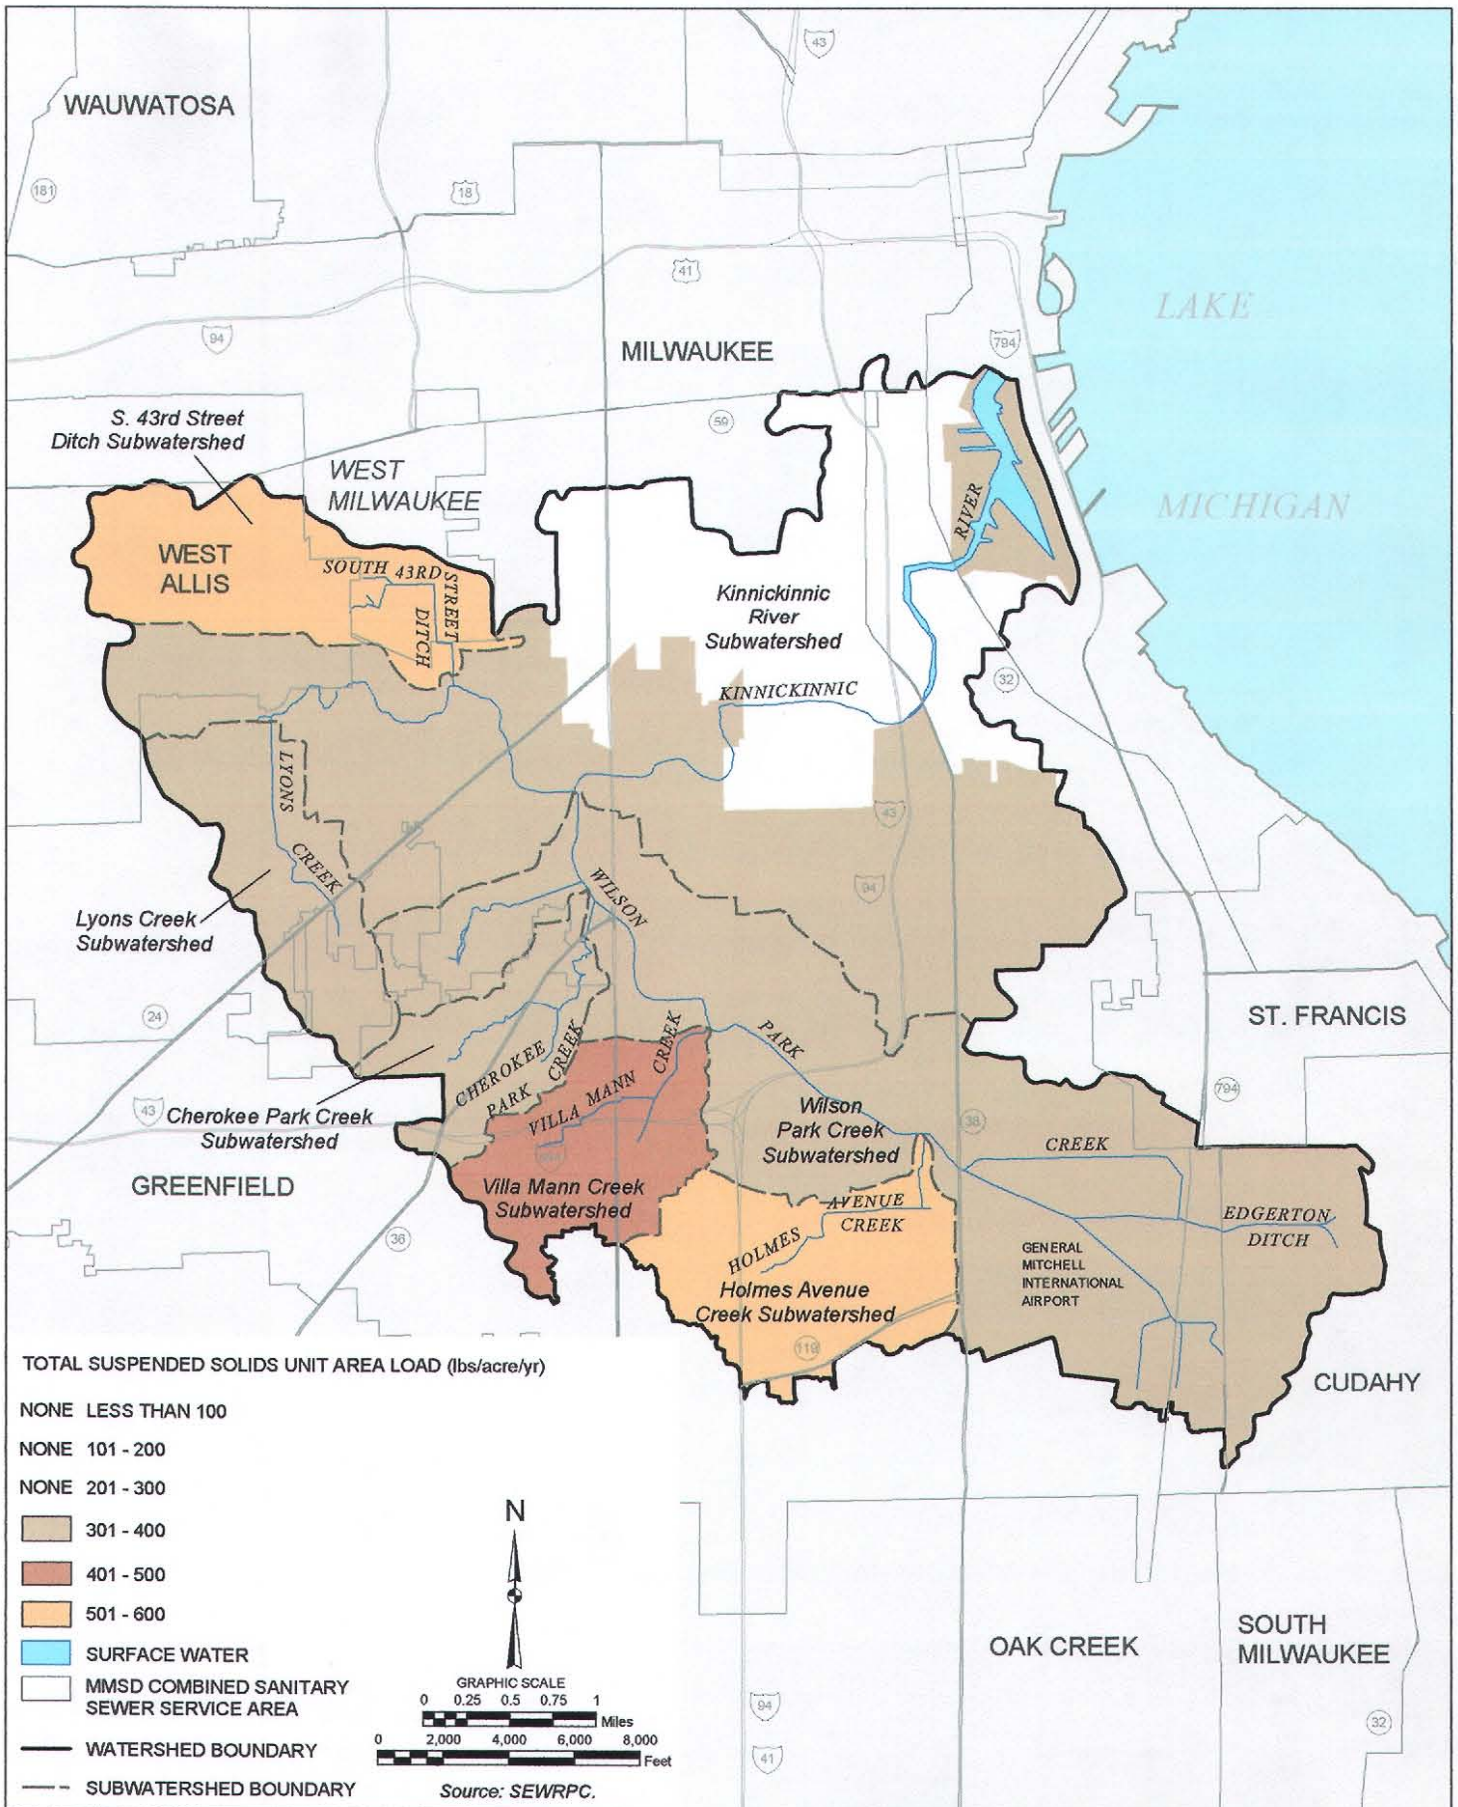 WAUWATOSA
43
181
18
41
LAKE
94
MILWAUKEE
794
S. 43rd Street
Ditch Subwatershed
59
WEST
MILWAUKEE
MICHIGAN
RIVER
WEST
ALLIS
SOUTH 43RD
STREET
DITCH
Kinnickinnic
River
Subwatershed
KINNICKINNIC
32
LYONS
CREEK
43
94
WILSON
Lyons Creek
Subwatershed
24
ST. FRANCIS
PARK
CREEK
CHEROKEE
PARK
CREEK
VILLA MANN
CREEK
43
Cherokee Park Creek
Subwatershed
794
Wilson
Park Creek
Subwatershed
38
GREENFIELD
Villa Mann Creek
Subwatershed
AVENUE
CREEK
HOLMES
EDGERTON
DITCH
36
GENERAL
MITCHELL
INTERNATIONAL
AIRPORT
Holmes Avenue
Creek Subwatershed
119
CUDAHY
TOTAL SUSPENDED SOLIDS UNIT AREA LOAD (lbs/acre/yr)
NONE LESS THAN 100
NONE 101 - 200
NONE 201 - 300
301 - 400
401 - 500
501 - 600
SURFACE WATER
MMSD COMBINED SANITARY
SEWER SERVICE AREA
WATERSHED BOUNDARY
SUBWATERSHED BOUNDARY
N
GRAPHIC SCALE
0 0.25 0.5 0.75 1
Miles
0 2,000 4,000 6,000 8,000
Feet
Source: SEWRPC.
OAK CREEK
SOUTH
MILWAUKEE
94
32
41